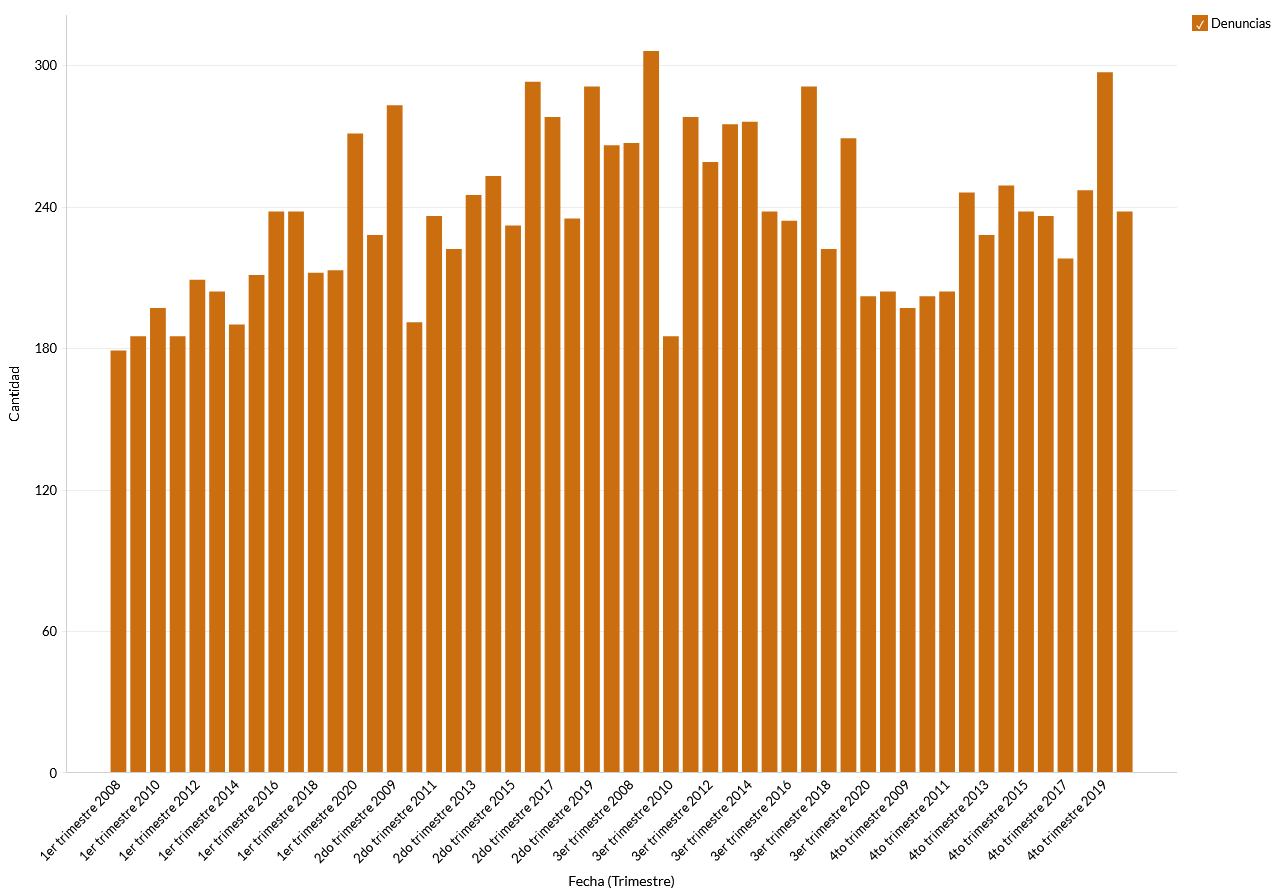 Denuncias
300
240
180
120
60
0
Cantidad
1er trimestre 2008
1er trimestre 2010
1er trimestre 2012
1er trimestre 2014
1er trimestre 2016
1er trimestre 2018
1er trimestre 2020
2do trimestre 2009
2do trimestre 2011
2do trimestre 2013
2do trimestre 2015
2do trimestre 2017
2do trimestre 2019
3er trimestre 2008
3er trimestre 2010
3er trimestre 2012
3er trimestre 2014
3er trimestre 2016
3er trimestre 2018
3er trimestre 2020
4to trimestre 2009
4to trimestre 2011
4to trimestre 2013
4to trimestre 2015
4to trimestre 2017
4to trimestre 2019
Fecha (Trimestre)